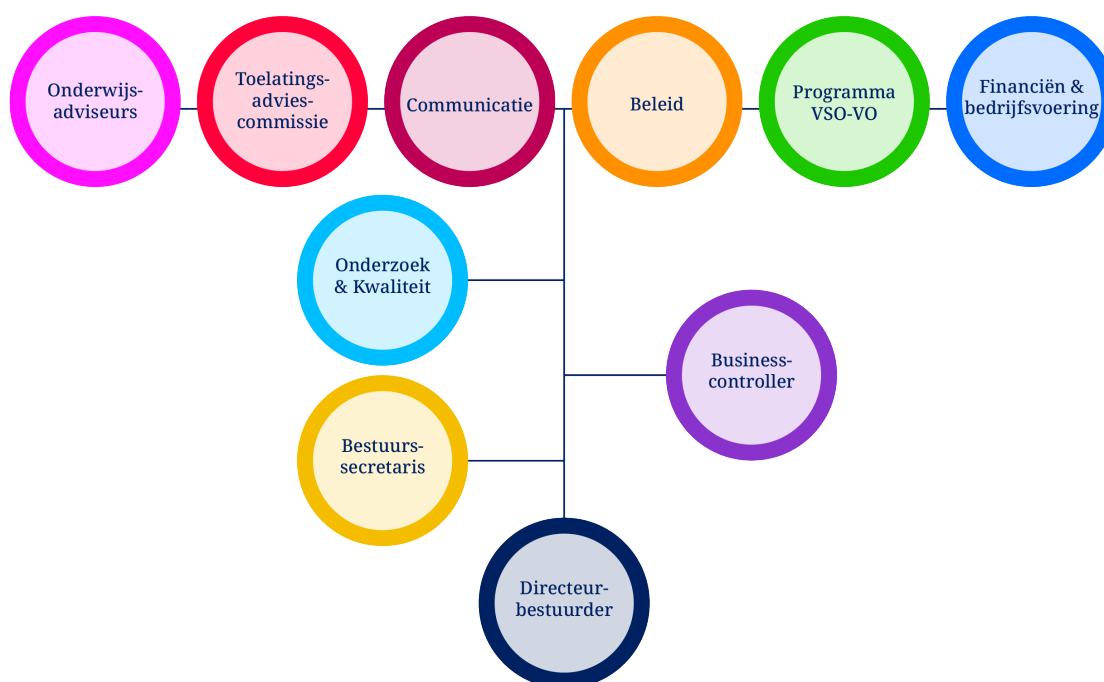 Onderwijs-
adviseurs
Toelatings-
advies-
commissie
Communicatie
Beleid
Programma
VSO-VO
Financiën &
bedrijfsvoering
Onderzoek
& Kwaliteit
Business-
controller
Bestuurs-
secretaris
Directeur-
bestuurder